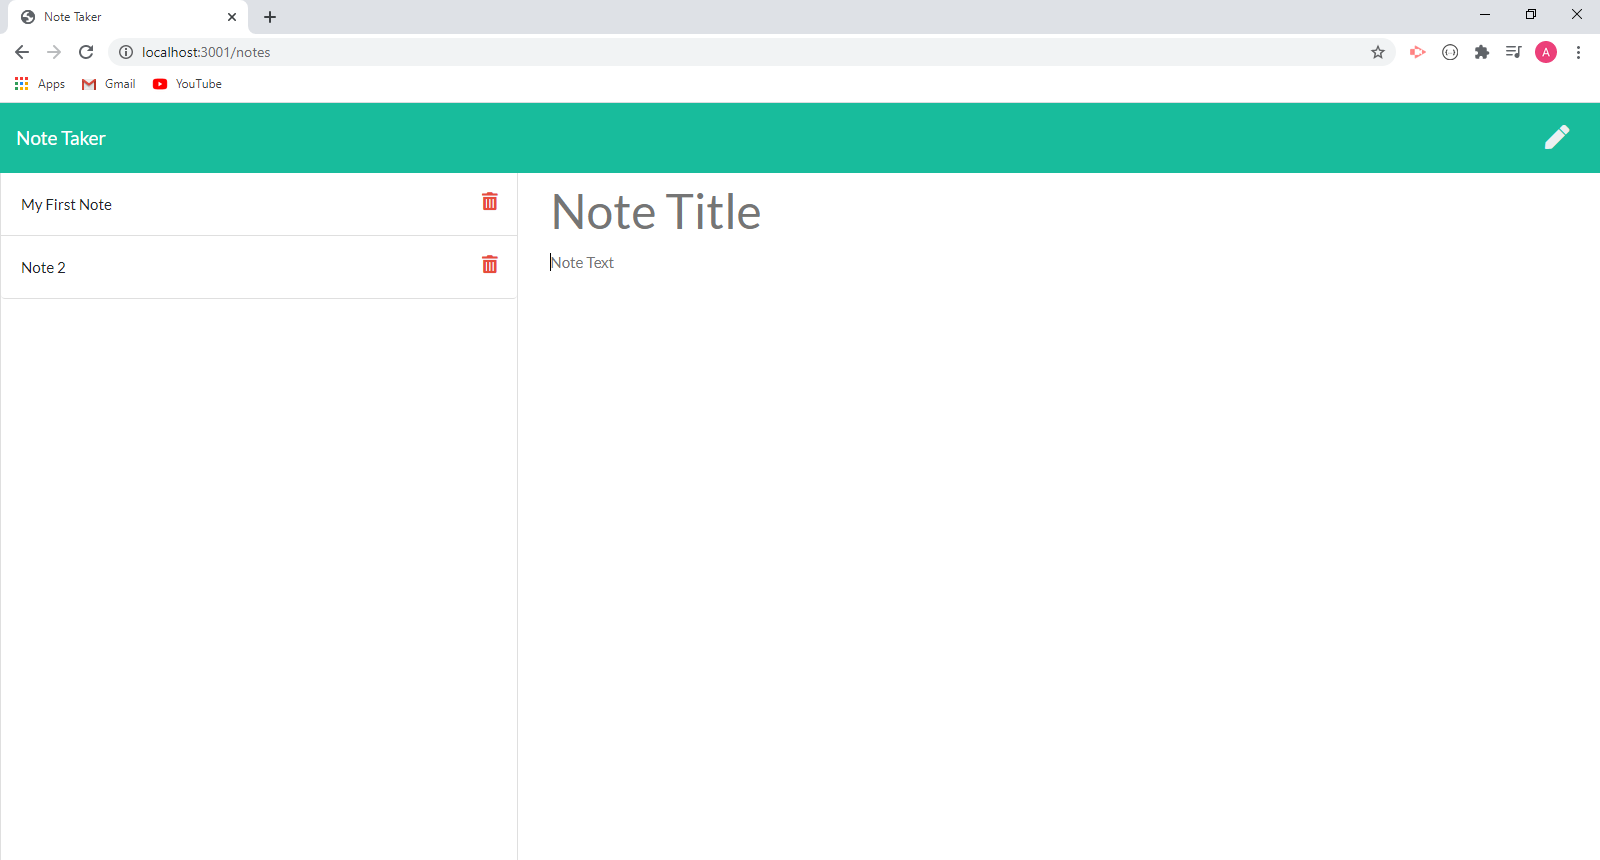 Note Taker
localhost:3001/notes
A
Apps Gmail YouTube
Note Taker
My First Note
Note 2
Note Title
Note Text